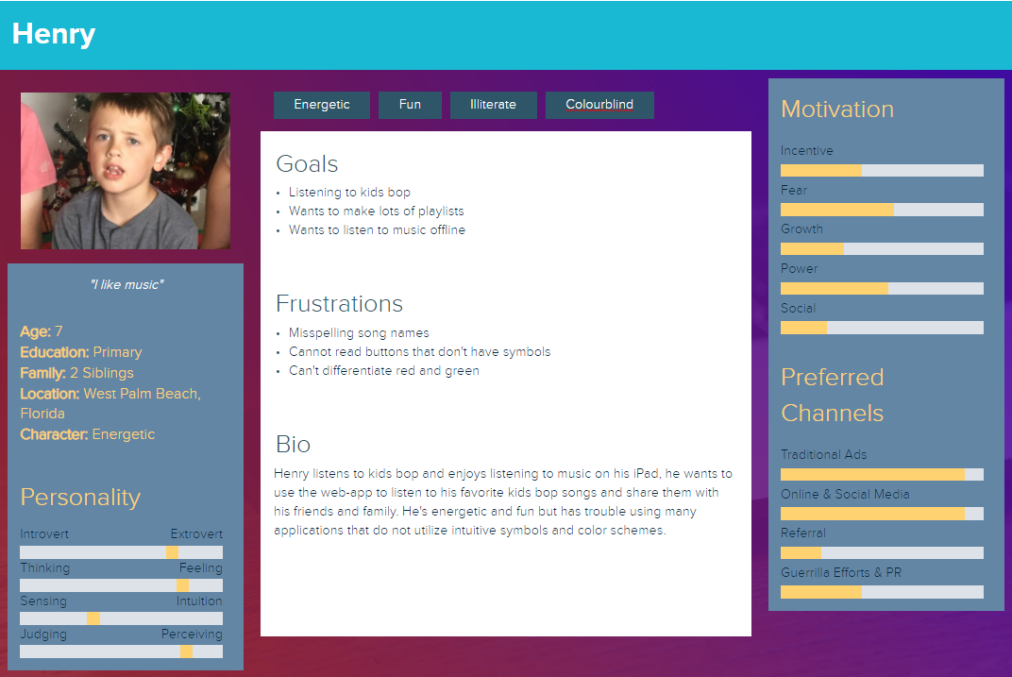 Henry
Energetic
Fun
Illiterate
Colourblind
"I like music"
Age: 7
Education: Primary
Family: 2 Siblings
Location: West Palm Beach,
Florida
Character: Energetic
Personality
Introvert Extrovert
Thinking Feeling
Sensing Intuition
Judging Perceiving
Goals
• Listening to kids bop
• Wants to make lots of playlists
• Wants to listen to music offline
Frustrations
• Misspelling song names
• Cannot read buttons that don't have symbols
• Can't differentiate red and green
Bio
Henry listens to kids bop and enjoys listening to music on his iPad, he wants to
use the web-app to listen to his favorite kids bop songs and share them with
his friends and family. He's energetic and fun but has trouble using many
applications that do not utilize intuitive symbols and color schemes.
Motivation
Incentive
Fear
Growth
Power
Social
Preferred
Channels
Traditional Ads
Online & Social Media
Referral
Guerrilla Efforts & PR